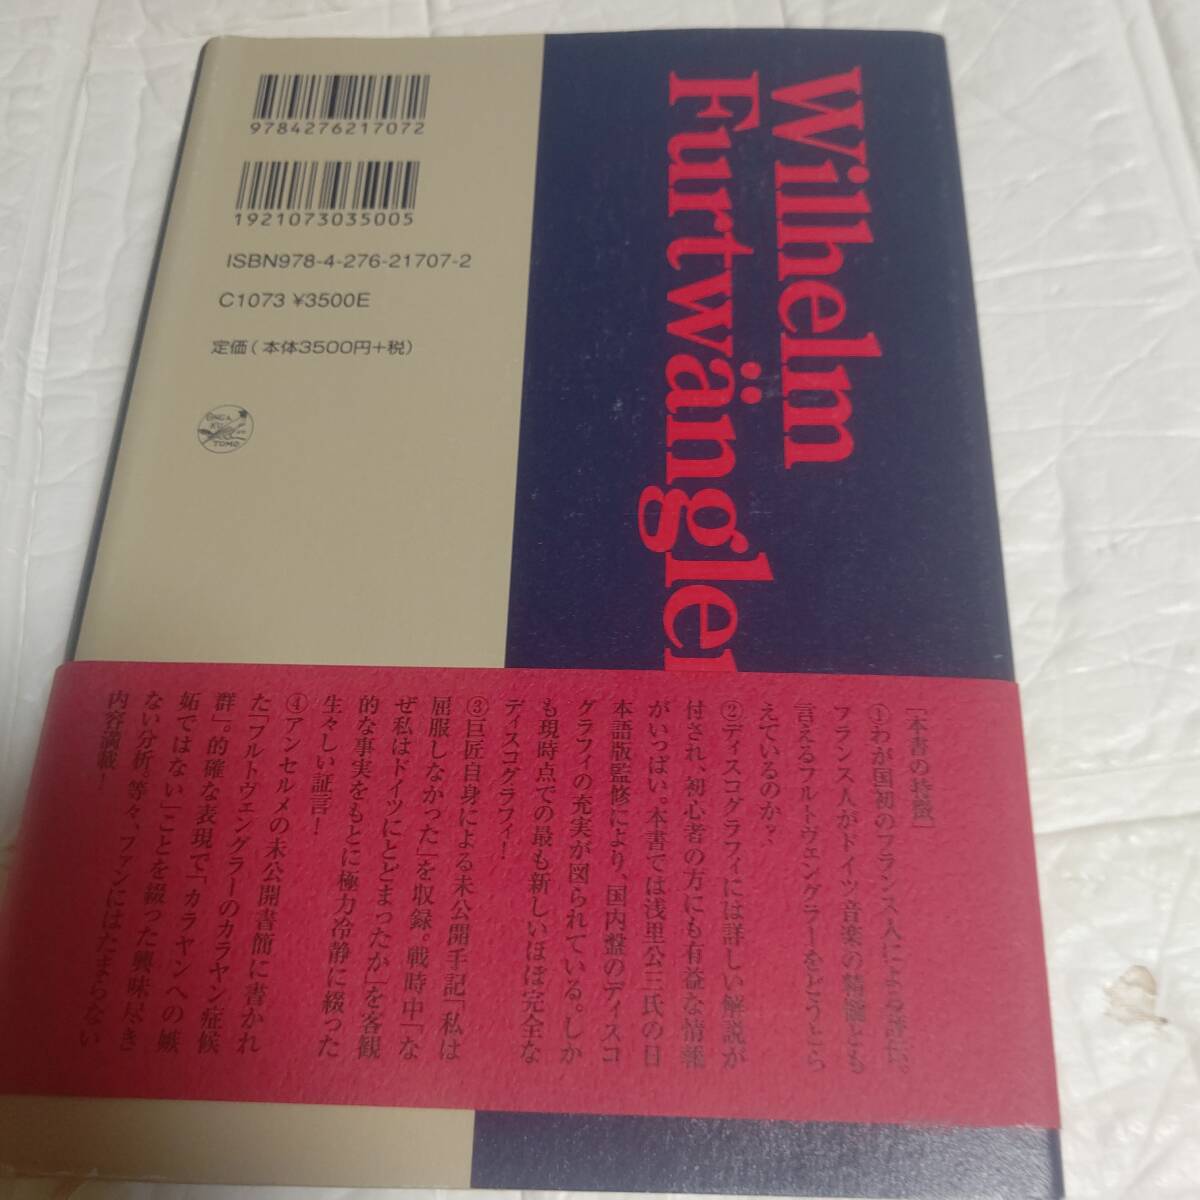 9784276217072
1921073035005
ISBN978-4-276-21707-2
C1073 ¥3500E
定価(本体3500円+税)
ONGAKU
TOMO
Wilhelm
Furtwängler
「本書の特徴」
①わが国初のフランス人による評伝。
フランス人がドイツ音楽の精髄とも
言えるフルトヴェングラーをどうとら
えているのか？
②ディスコグラフィには詳しい解説が
付され、初心者の方にも有益な情報
がいっぱい。本書では浅里公三氏の日
本語版監修により、国内盤のディスコ
グラフィの充実が図られている。しか
も現時点での最も新しいほぼ完全な
ディスコグラフィ！
③巨匠自身による未公開手記「私は
屈服しなかった」を収録。戦時中「な
ぜ私はドイツにとどまったか」を客観
的な事実をもとに極力冷静に綴った
生々しい証言！
④アンセルメの未公開書簡に書かれ
た「フルトヴェングラーのカラヤン症候
群」。的確な表現で「カラヤンへの嫉
妬ではない」ことを綴った興味尽き
ない分析。等々、ファンにはたまらない
内容満載！